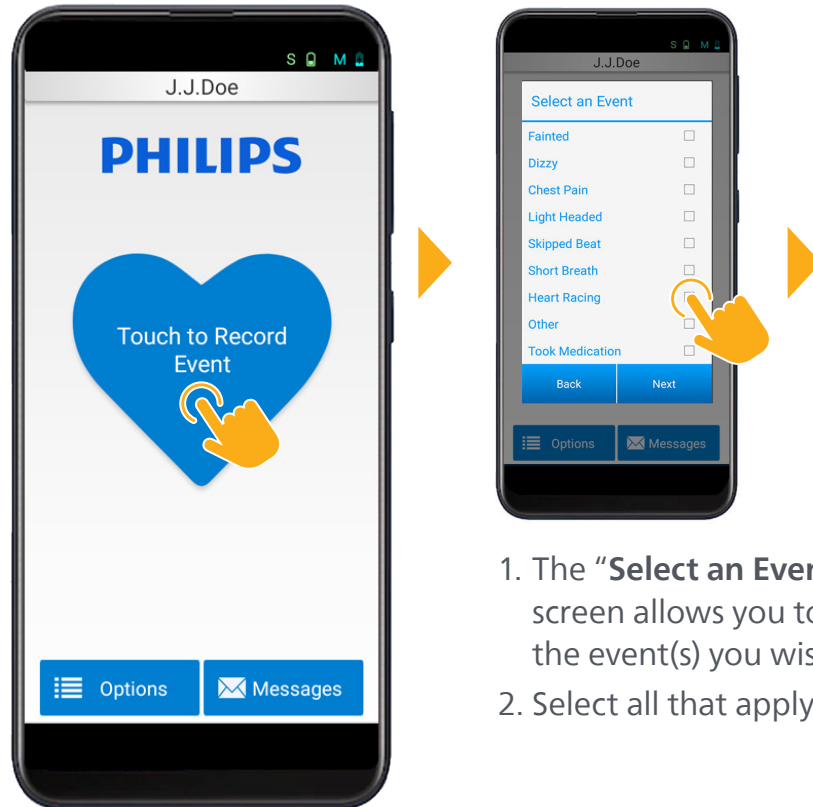 S M
J.J.Doe
PHILIPS
Touch to Record
Event
Options Messages
S M
J.J.Doe
Select an Event
Fainted
Dizzy
Chest Pain
Light Headed
Skipped Beat
Short Breath
Heart Racing
Other
Took Medication
Back Next
Options Messages
1. The “Select an Even
screen allows you to
the event(s) you wis
2. Select all that apply